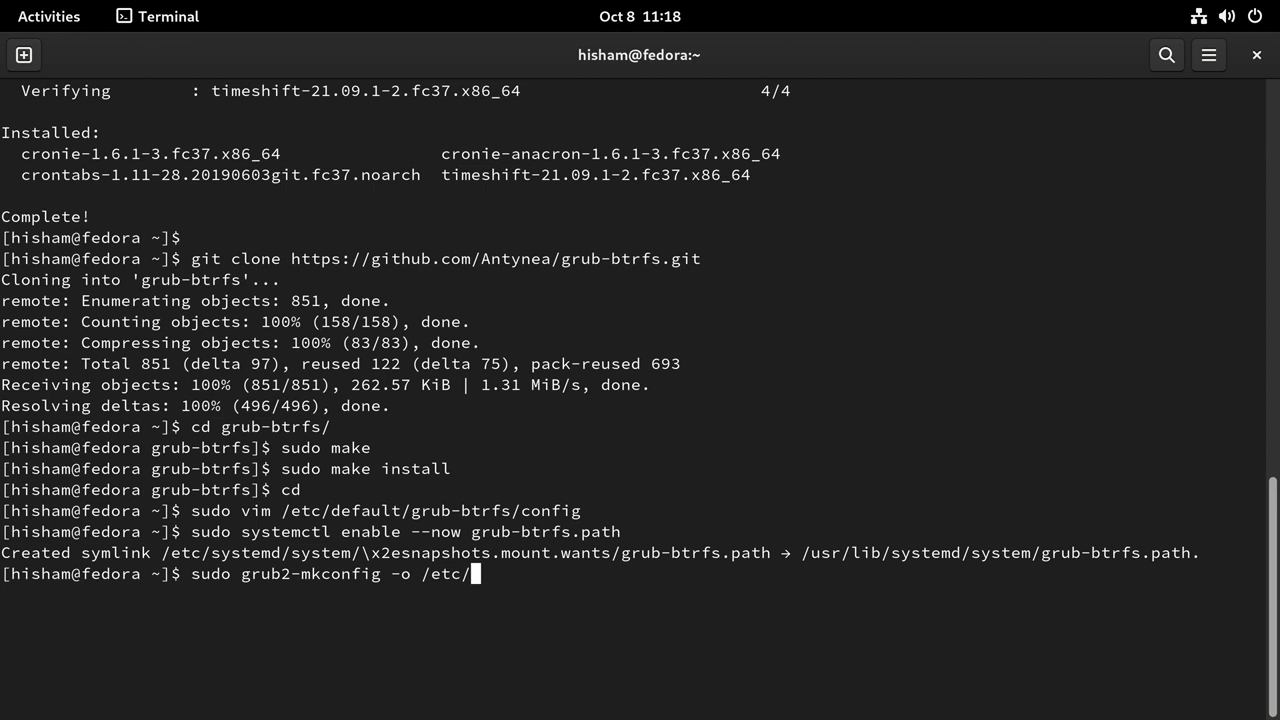 Activities Terminal Oct 8 11:18
hisham@fedora:~
Verifying : timeshift-21.09.1-2.fc37.x86_64 4/4
Installed:
cronie-1.6.1-3.fc37.x86_64 cronie-anacron-1.6.1-3.fc37.x86_64
crontabs-1.11-28.20190603git.fc37.noarch timeshift-21.09.1-2.fc37.x86_64
Complete!
[hisham@fedora ~]$
[hisham@fedora ~]$ git clone https://github.com/Antynea/grub-btrfs.git
Cloning into 'grub-btrfs'...
remote: Enumerating objects: 851, done.
remote: Counting objects: 100% (158/158), done.
remote: Compressing objects: 100% (83/83), done.
remote: Total 851 (delta 97), reused 122 (delta 75), pack-reused 693
Receiving objects: 100% (851/851), 262.57 KiB | 1.31 MiB/s, done.
Resolving deltas: 100% (496/496), done.
[hisham@fedora ~]$ cd grub-btrfs/
[hisham@fedora grub-btrfs]$ sudo make
[hisham@fedora grub-btrfs]$ sudo make install
[hisham@fedora grub-btrfs]$ cd
[hisham@fedora ~]$ sudo vim /etc/default/grub-btrfs/config
[hisham@fedora ~]$ sudo systemctl enable --now grub-btrfs.path
Created symlink /etc/systemd/system/\x2esnapshots.mount.wants/grub-btrfs.path → /usr/lib/systemd/system/grub-btrfs.path.
[hisham@fedora ~]$ sudo grub2-mkconfig -o /etc/